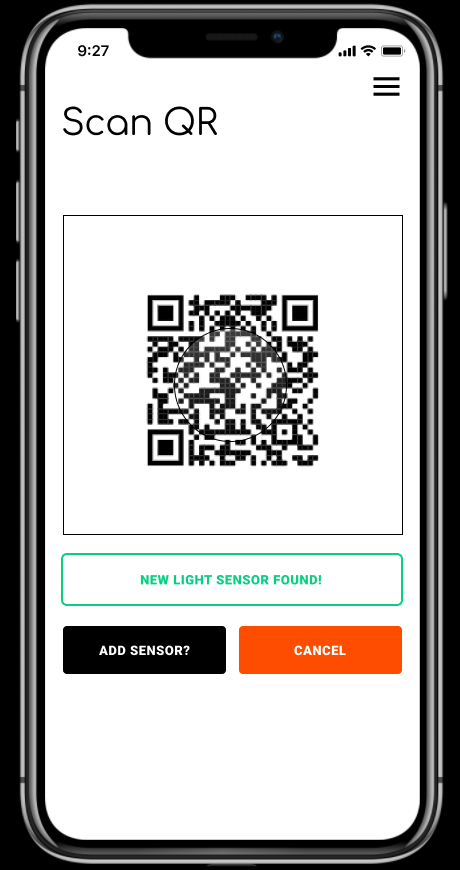 9:27
Scan QR
NEW LIGHT SENSOR FOUND!
ADD SENSOR?
CANCEL